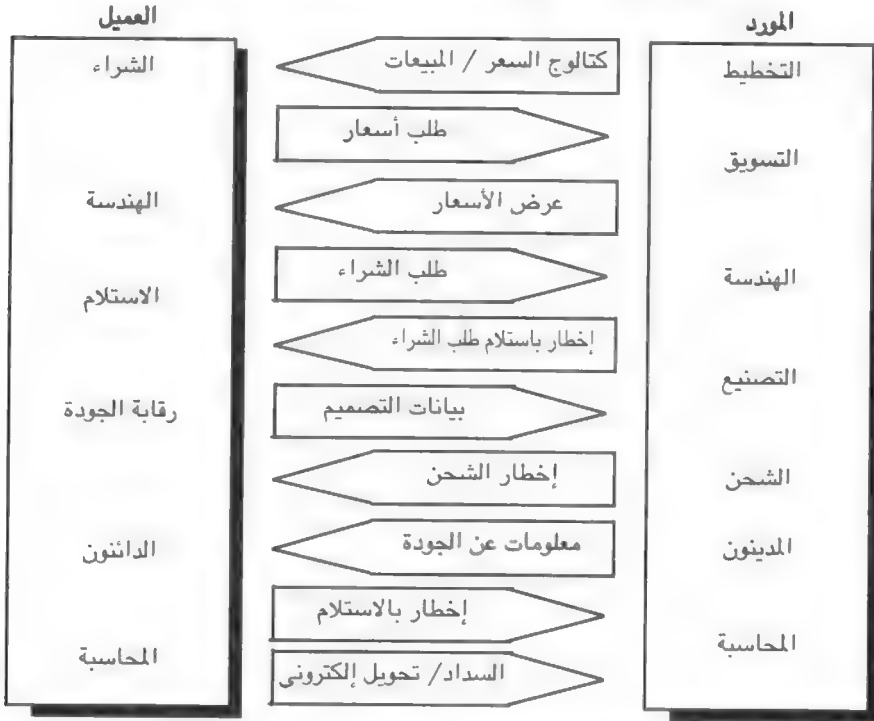 المورد
العميل
التخطيط
التسويق
الهندسة
التصنيع
الشحن
المدينون
المحاسبة
كتالوج السعر / المبيعات
طلب أسعار
عرض الأسعار
طلب الشراء
إخطار باستلام طلب الشراء
بيانات التصميم
إخطار الشحن
معلومات عن الجودة
إخطار بالاستلام
السداد/ تحويل إلكترونى
الشراء
الهندسة
الاستلام
رقابة الجودة
الدائنون
المحاسبة